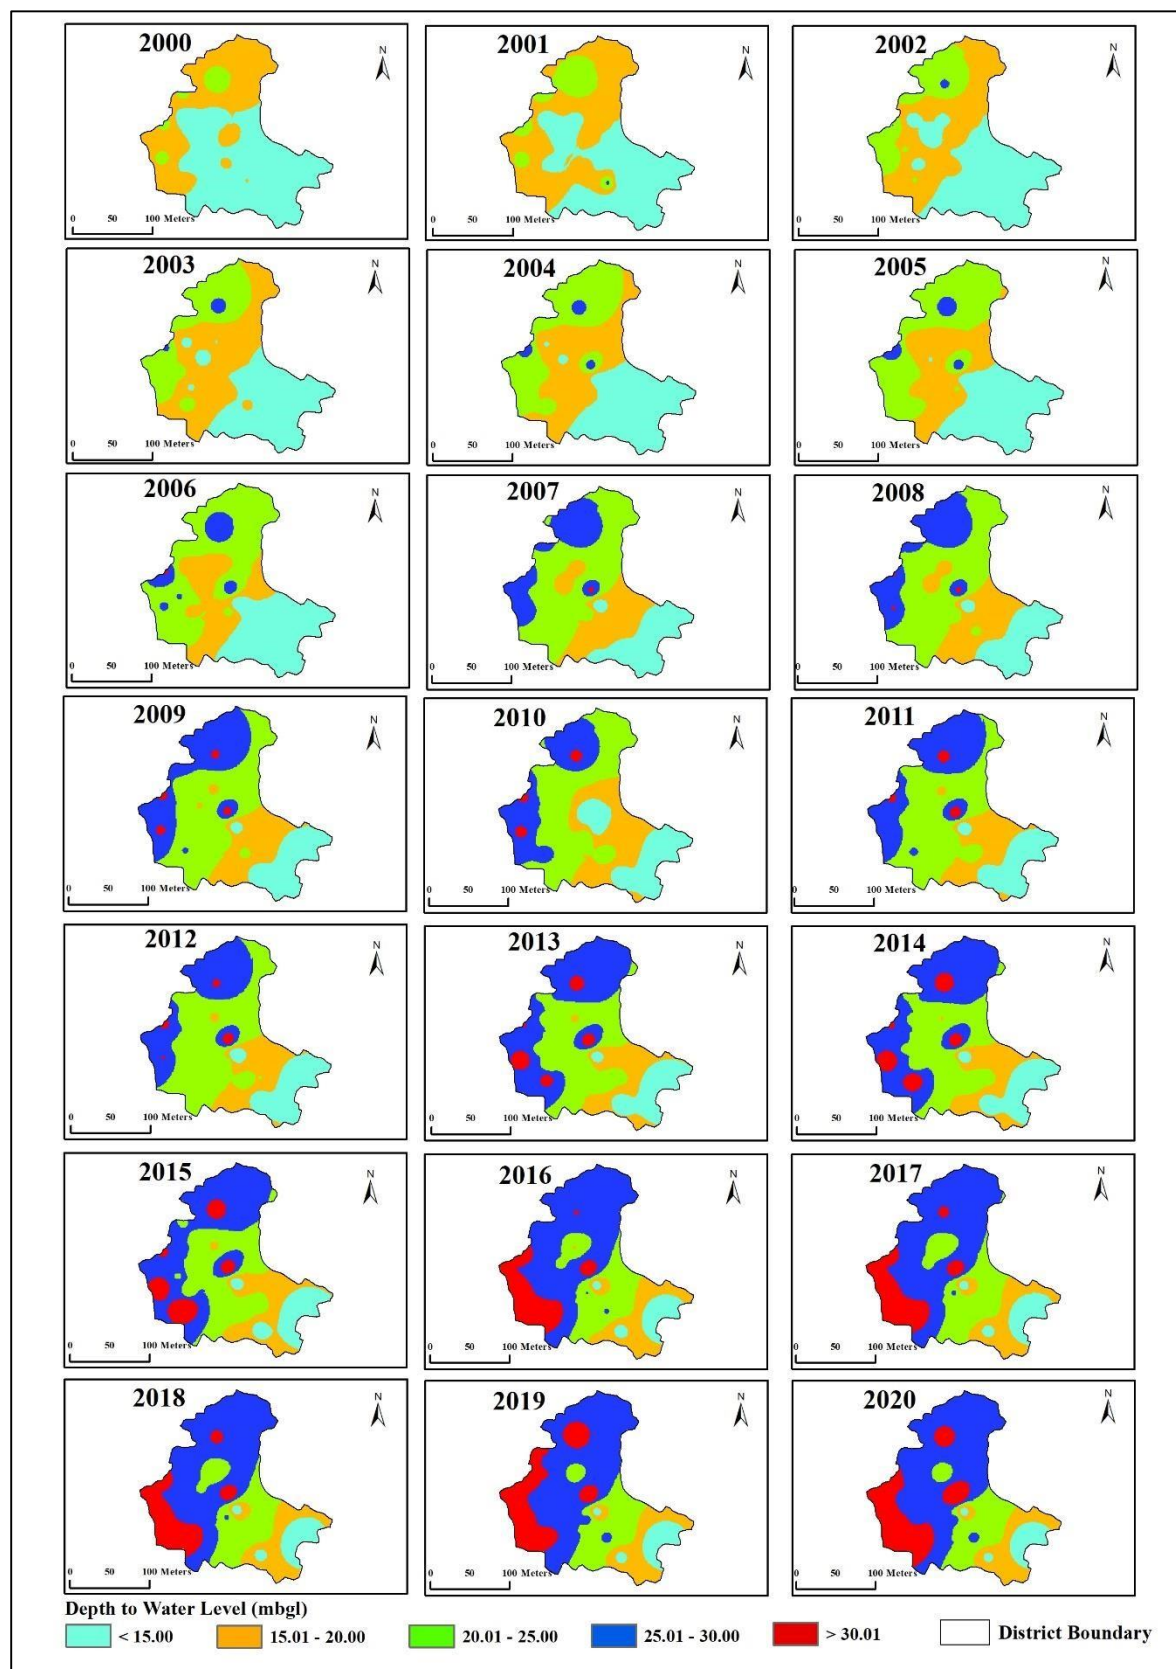 2000 N
2001 N
2002 N
0 50 100 Meters
0 50 100 Meters
0 50 100 Meters
2003 N
2004 N
2005 N
0 50 100 Meters
0 50 100 Meters
0 50 100 Meters
2006 N
2007 N
2008 N
0 50 100 Meters
0 50 100 Meters
0 50 100 Meters
2009 N
2010 N
2011 N
0 50 100 Meters
0 50 100 Meters
0 50 100 Meters
2012 N
2013 N
2014 N
0 50 100 Meters
0 50 100 Meters
0 50 100 Meters
2015 N
2016 N
2017 N
0 50 100 Meters
0 50 100 Meters
0 50 100 Meters
2018 N
2019 N
2020 N
0 50 100 Meters
0 50 100 Meters
0 50 100 Meters
Depth to Water Level (mbgl)
< 15.00 15.01 - 20.00 20.01 - 25.00 25.01 - 30.00 > 30.01 District Boundary